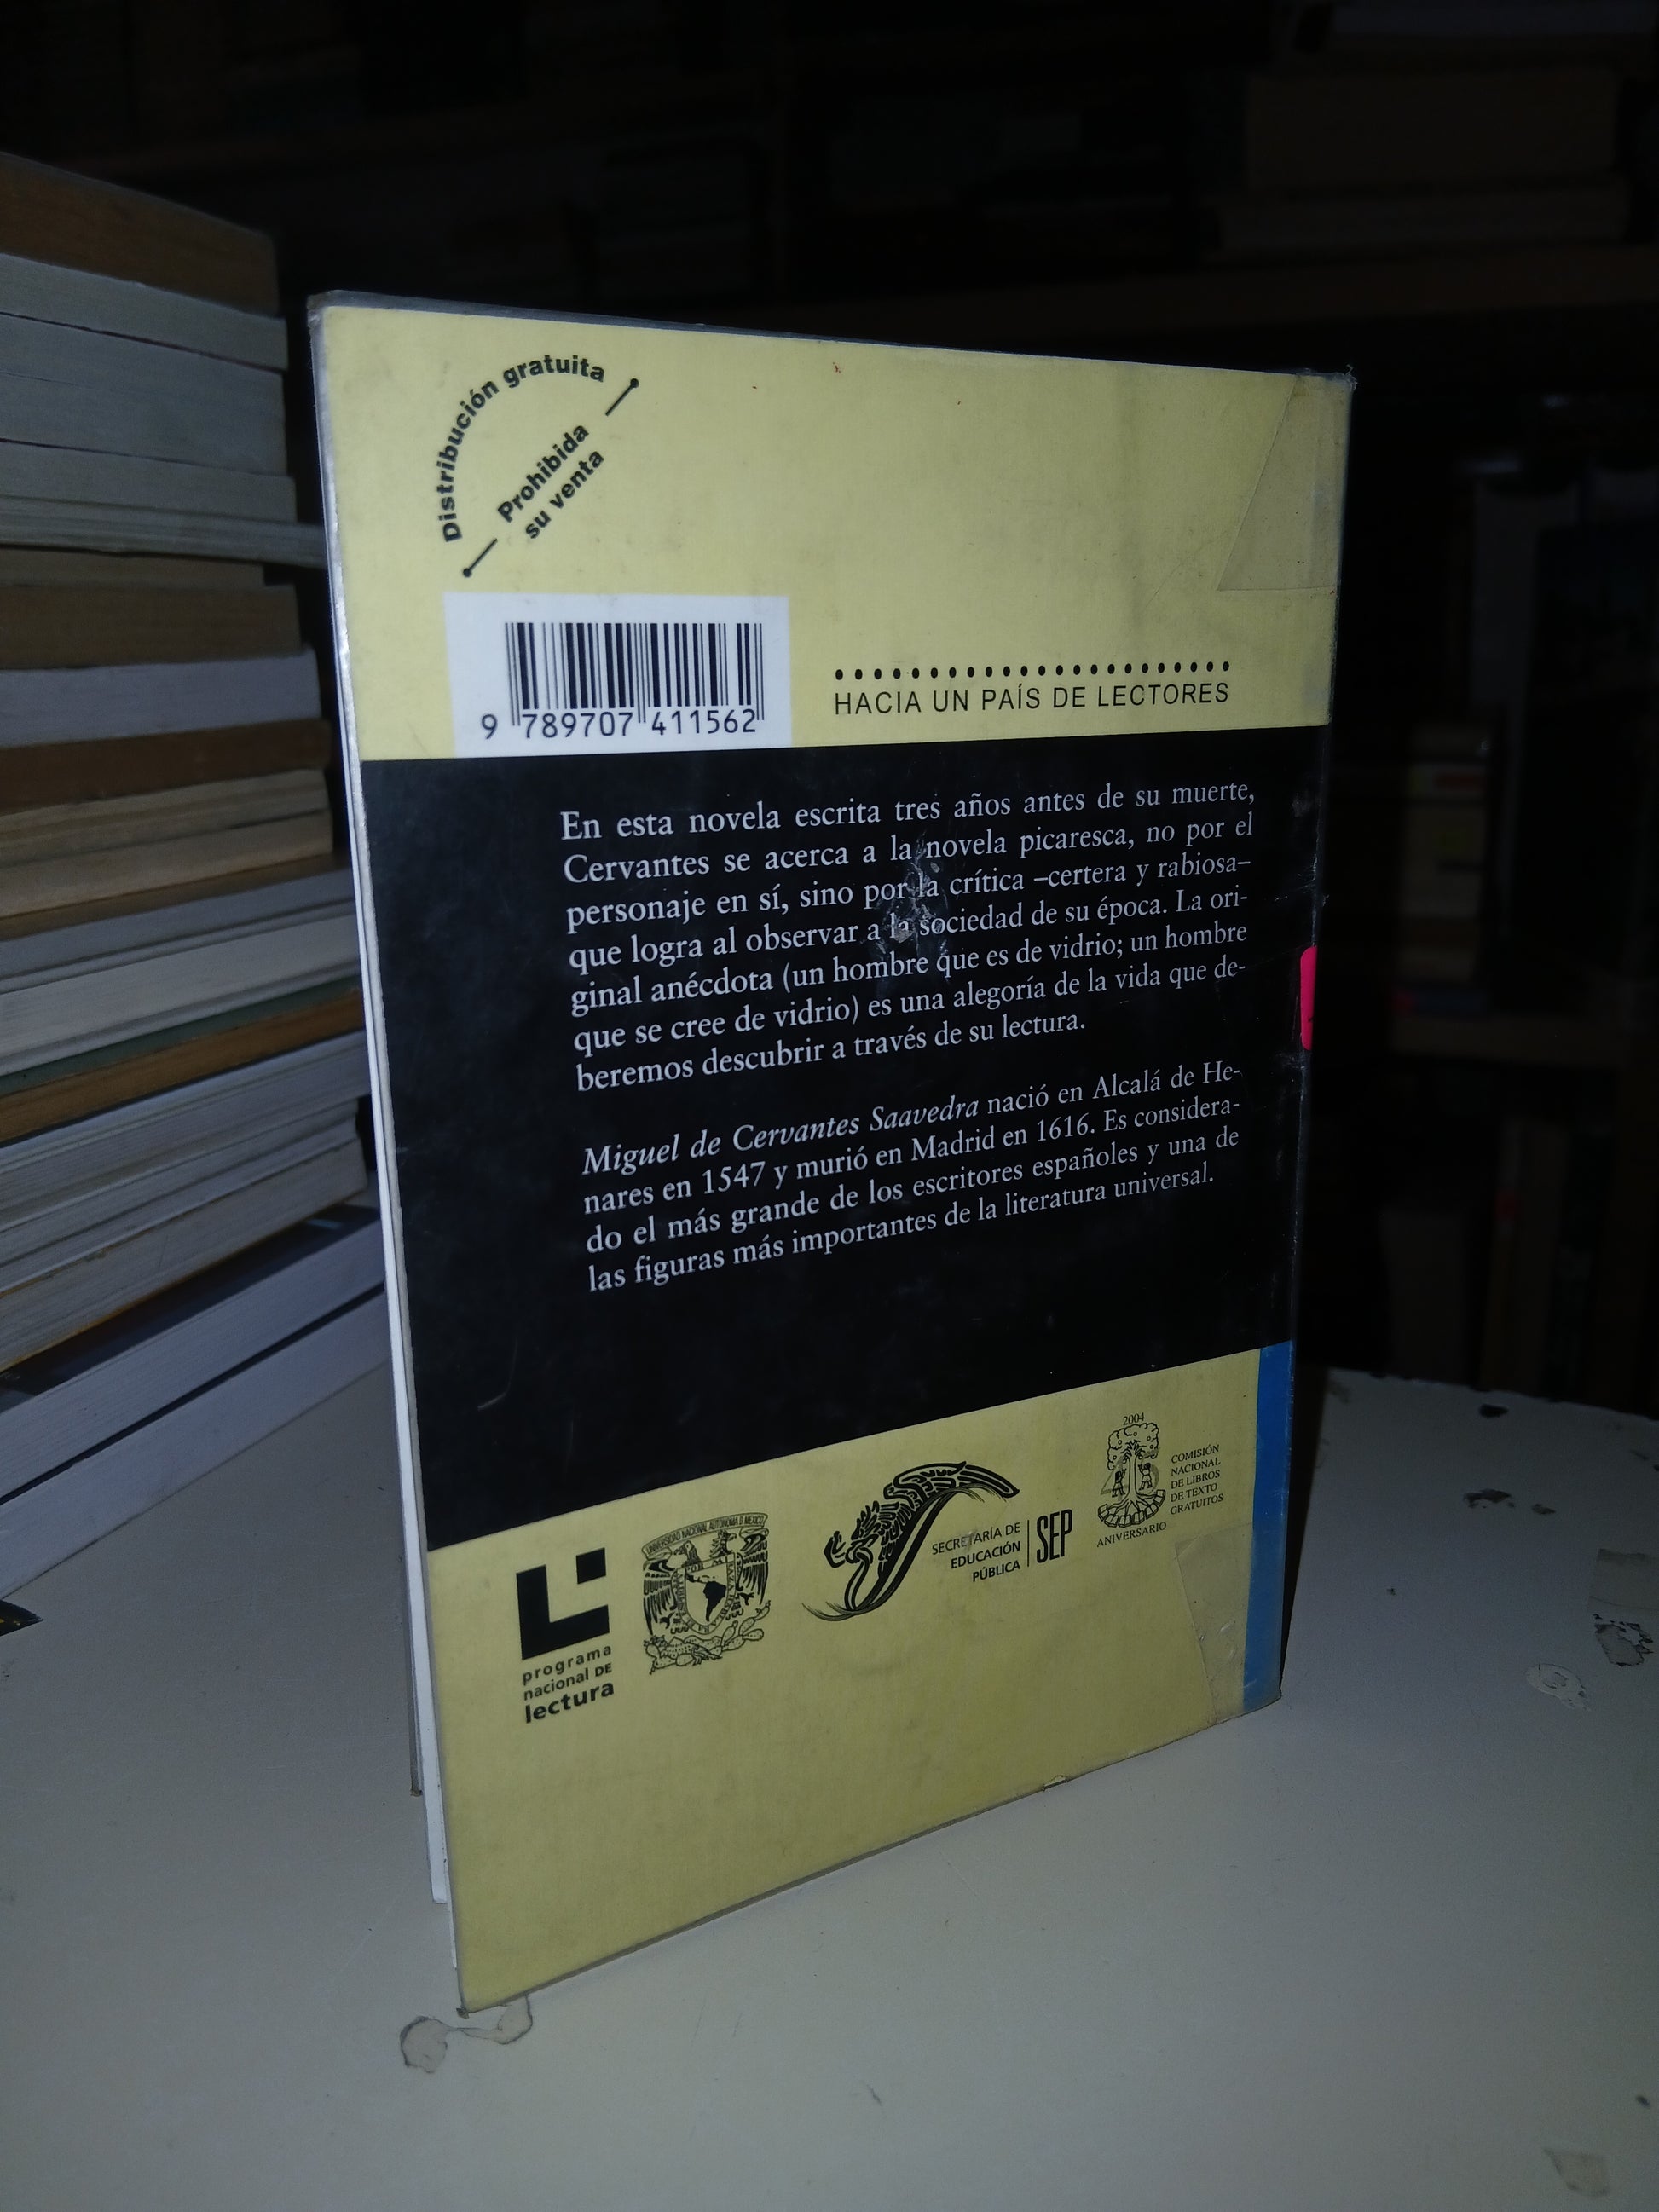 Distribución gratuita
Prohibida
su venta
9 789707 411562
HACIA UN PAÍS DE LECTORES
En esta novela escrita tres años antes de su muerte,
Cervantes se acerca a la novela picaresca, no por el
personaje en sí, sino por la crítica –certera y rabiosa–
que logra al observar a la sociedad de su época. La ori-
ginal anécdota (un hombre que es de vidrio; un hombre
que se cree de vidrio) es una alegoría de la vida que de-
beremos descubrir a través de su lectura.
Miguel de Cervantes Saavedra nació en Alcalá de He-
nares en 1547 y murió en Madrid en 1616. Es considera-
do el más grande de los escritores españoles y una de
las figuras más importantes de la literatura universal.
programa
nacional DE
lectura
UNIVERSIDAD NACIONAL AUTONOMA D MEXICO
SECRETARÍA DE
EDUCACIÓN
PÚBLICA
SEP
2004
ANIVERSARIO
COMISIÓN
NACIONAL
DE LIBROS
DE TEXTO
GRATUITOS